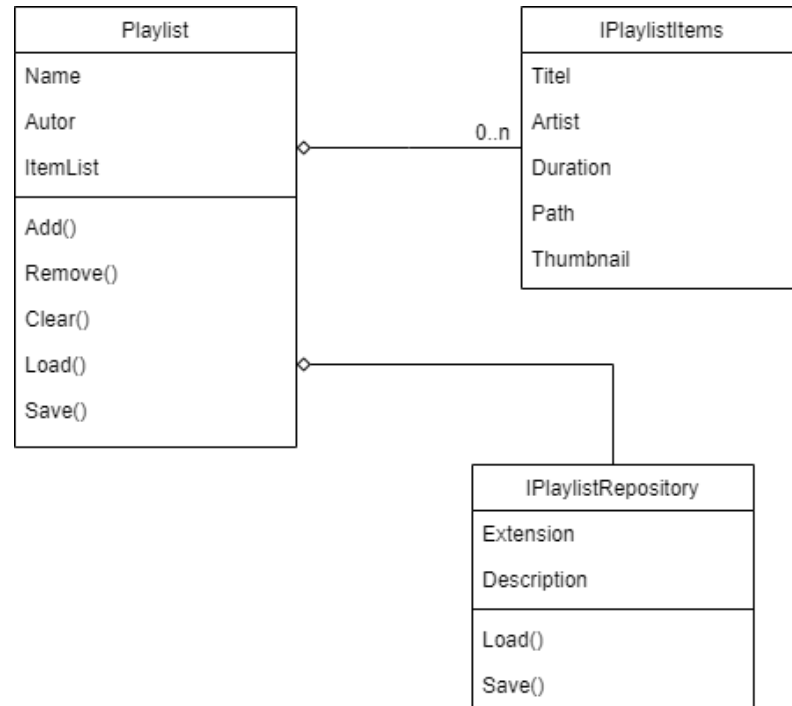 Playlist
Name
Autor
ItemList
Add()
Remove()
Clear()
Load()
Save()
0..n
IPlaylistItems
Titel
Artist
Duration
Path
Thumbnail
IPlaylistRepository
Extension
Description
Load()
Save()